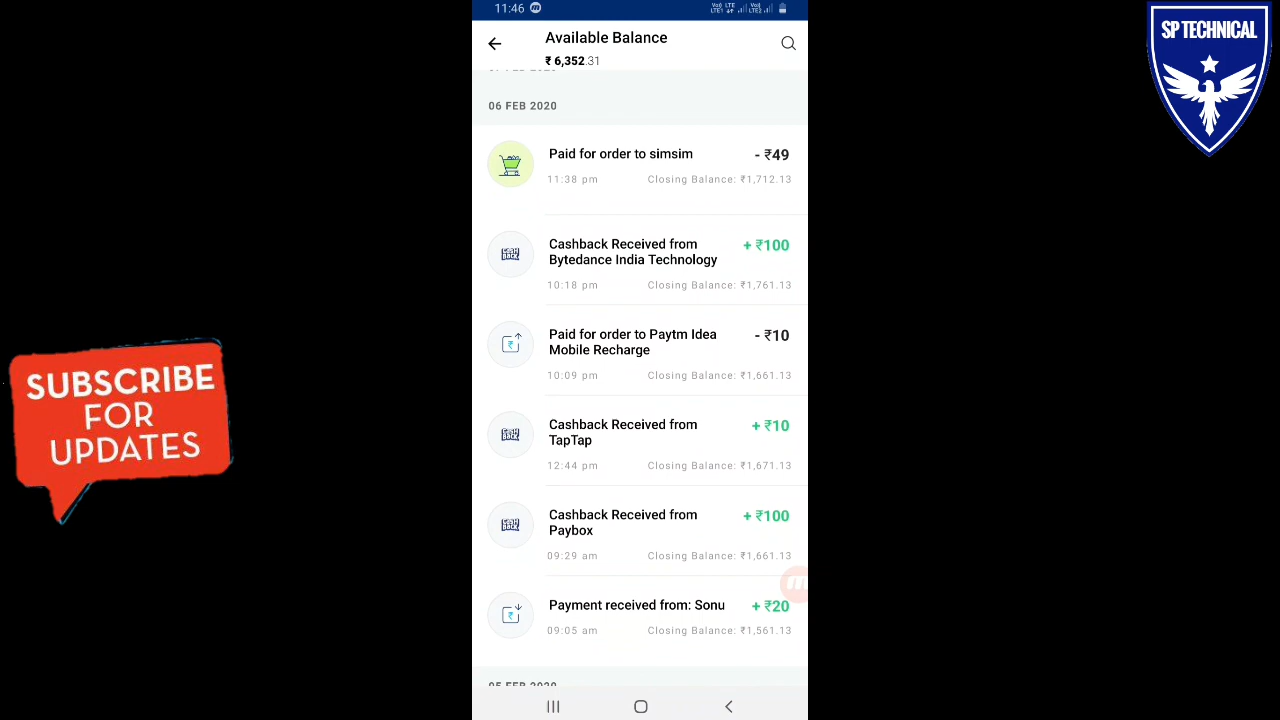 11:46
SP TECHNICAL
Available Balance
₹ 6,352.31
06 FEB 2020
Paid for order to simsim
- ₹49
11:38 pm
Closing Balance: ₹1,712.13
Cashback Received from
Bytedance India Technology
+ ₹100
10:18 pm
Closing Balance: ₹1,761.13
Paid for order to Paytm Idea
Mobile Recharge
- ₹10
10:09 pm
Closing Balance: ₹1,661.13
Cashback Received from
TapTap
+ ₹10
12:44 pm
Closing Balance: ₹1,671.13
Cashback Received from
Paybox
+ ₹100
09:29 am
Closing Balance: ₹1,661.13
Payment received from: Sonu
+ ₹20
09:05 am
Closing Balance: ₹1,561.13
05 FEB 2020
SUBSCRIBE
FOR
UPDATES